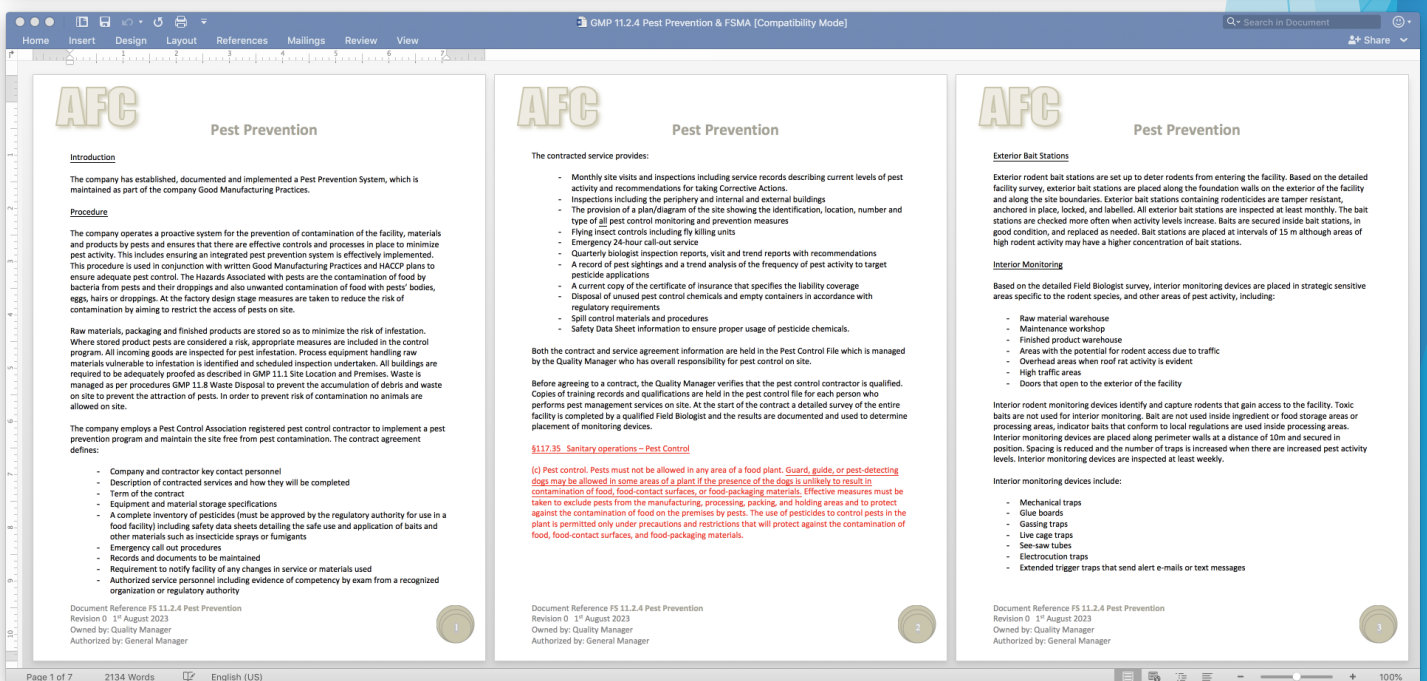 GMP 11.2.4 Pest Prevention & FSMA [Compatibility Mode]
Search in Document
Home Insert Design Layout References Mailings Review View
Share
1 2 3 4 5 6 7
AFC
Pest Prevention
Introduction
The company has established, documented and implemented a Pest Prevention System, which is
maintained as part of the company Good Manufacturing Practices.
Procedure
The company operates a proactive system for the prevention of contamination of the facility, materials
and products by pests and ensures that there are effective controls and processes in place to minimize
pest activity. This includes ensuring an integrated pest prevention system is effectively implemented.
This procedure is used in conjunction with written Good Manufacturing Practices and HACCP plans to
ensure adequate pest control. The Hazards Associated with pests are the contamination of food by
bacteria from pests and their droppings and also unwanted contamination of food with pests' bodies,
eggs, hairs or droppings. At the factory design stage measures are taken to reduce the risk of
contamination by aiming to restrict the access of pests on site.
Raw materials, packaging and finished products are stored so as to minimize the risk of infestation.
Where stored product pests are considered a risk, appropriate measures are included in the control
program. All incoming goods are inspected for pest infestation. Process equipment handling raw
materials vulnerable to infestation is identified and scheduled inspection undertaken. All buildings are
required to be adequately proofed as described in GMP 11.1 Site Location and Premises. Waste is
managed as per procedures GMP 11.8 Waste Disposal to prevent the accumulation of debris and waste
on site to prevent the attraction of pests. In order to prevent risk of contamination no animals are
allowed on site.
The company employs a Pest Control Association registered pest control contractor to implement a pest
prevention program and maintain the site free from pest contamination. The contract agreement
defines:
- Company and contractor key contact personnel
- Description of contracted services and how they will be completed
- Term of the contract
- Equipment and material storage specifications
- A complete inventory of pesticides (must be approved by the regulatory authority for use in a
food facility) including safety data sheets detailing the safe use and application of baits and
other materials such as insecticide sprays or fumigants
- Emergency call out procedures
- Records and documents to be maintained
- Requirement to notify facility of any changes in service or materials used
- Authorized service personnel including evidence of competency by exam from a recognized
organization or regulatory authority
Document Reference FS 11.2.4 Pest Prevention
Revision 0 1st August 2023
Owned by: Quality Manager
Authorized by: General Manager
1
AFC
Pest Prevention
The contracted service provides:
- Monthly site visits and inspections including service records describing current levels of pest
activity and recommendations for taking Corrective Actions.
- Inspections including the periphery and internal and external buildings
- The provision of a plan/diagram of the site showing the identification, location, number and
type of all pest control monitoring and prevention measures
- Flying insect controls including fly killing units
- Emergency 24-hour call-out service
- Quarterly biologist inspection reports, visit and trend reports with recommendations
- A record of pest sightings and a trend analysis of the frequency of pest activity to target
pesticide applications
- A current copy of the certificate of insurance that specifies the liability coverage
- Disposal of unused pest control chemicals and empty containers in accordance with
regulatory requirements
- Spill control materials and procedures
- Safety Data Sheet information to ensure proper usage of pesticide chemicals.
Both the contract and service agreement information are held in the Pest Control File which is managed
by the Quality Manager who has overall responsibility for pest control on site.
Before agreeing to a contract, the Quality Manager verifies that the pest control contractor is qualified.
Copies of training records and qualifications are held in the pest control file for each person who
performs pest management services on site. At the start of the contract a detailed survey of the entire
facility is completed by a qualified Field Biologist and the results are documented and used to determine
placement of monitoring devices.
§117.35 Sanitary operations – Pest Control
(c) Pest control. Pests must not be allowed in any area of a food plant. Guard, guide, or pest-detecting
dogs may be allowed in some areas of a plant if the presence of the dogs is unlikely to result in
contamination of food, food-contact surfaces, or food-packaging materials. Effective measures must be
taken to exclude pests from the manufacturing, processing, packing, and holding areas and to protect
against the contamination of food on the premises by pests. The use of pesticides to control pests in the
plant is permitted only under precautions and restrictions that will protect against the contamination of
food, food-contact surfaces, and food-packaging materials.
Document Reference FS 11.2.4 Pest Prevention
Revision 0 1st August 2023
Owned by: Quality Manager
Authorized by: General Manager
2
AFC
Pest Prevention
Exterior Bait Stations
Exterior rodent bait stations are set up to deter rodents from entering the facility. Based on the detailed
facility survey, exterior bait stations are placed along the foundation walls on the exterior of the facility
and along the site boundaries. Exterior bait stations containing rodenticides are tamper resistant,
anchored in place, locked, and labelled. All exterior bait stations are inspected at least monthly. The bait
stations are checked more often when activity levels increase. Baits are secured inside bait stations, in
good condition, and replaced as needed. Bait stations are placed at intervals of 15 m although areas of
high rodent activity may have a higher concentration of bait stations.
Interior Monitoring
Based on the detailed Field Biologist survey, interior monitoring devices are placed in strategic sensitive
areas specific to the rodent species, and other areas of pest activity, including:
- Raw material warehouse
- Maintenance workshop
- Finished product warehouse
- Areas with the potential for rodent access due to traffic
- Overhead areas when roof rat activity is evident
- High traffic areas
- Doors that open to the exterior of the facility
Interior rodent monitoring devices identify and capture rodents that gain access to the facility. Toxic
baits are not used for interior monitoring. Bait are not used inside ingredient or food storage areas or
processing areas, indicator baits that conform to local regulations are used inside processing areas.
Interior monitoring devices are placed along perimeter walls at a distance of 10m and secured in
position. Spacing is reduced and the number of traps is increased when there are increased pest activity
levels. Interior monitoring devices are inspected at least weekly.
Interior monitoring devices include:
- Mechanical traps
- Glue boards
- Gassing traps
- Live cage traps
- See-saw tubes
- Electrocution traps
- Extended trigger traps that send alert e-mails or text messages
Document Reference FS 11.2.4 Pest Prevention
Revision 0 1st August 2023
Owned by: Quality Manager
Authorized by: General Manager
3
Page 1 of 7 2134 Words English (US) 100%